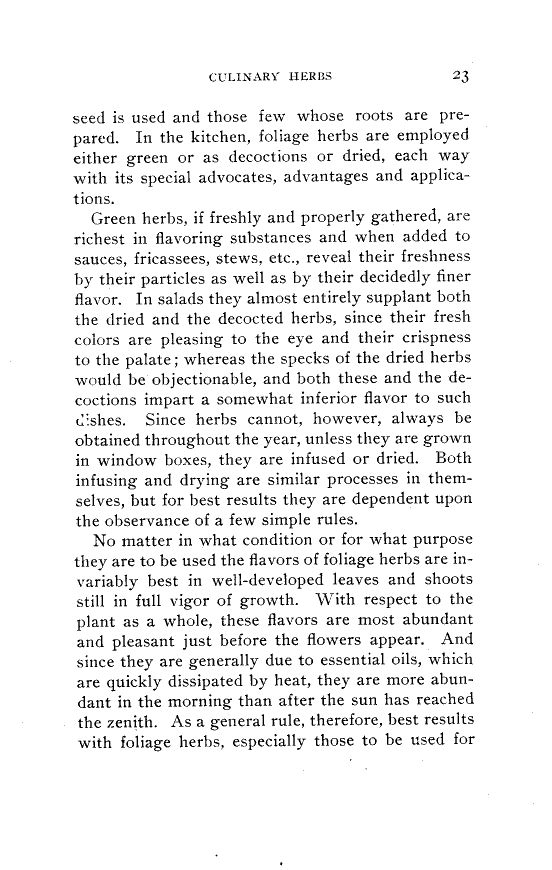 CULINARY HERBS 23
seed is used and those few whose roots are pre-
pared. In the kitchen, foliage herbs are employed
either green or as decoctions or dried, each way
with its special advocates, advantages and applica-
tions.
Green herbs, if freshly and properly gathered, are
richest in flavoring substances and when added to
sauces, fricassees, stews, etc., reveal their freshness
by their particles as well as by their decidedly finer
flavor. In salads they almost entirely supplant both
the dried and the decocted herbs, since their fresh
colors are pleasing to the eye and their crispness
to the palate; whereas the specks of the dried herbs
would be objectionable, and both these and the de-
coctions impart a somewhat inferior flavor to such
dishes. Since herbs cannot, however, always be
obtained throughout the year, unless they are grown
in window boxes, they are infused or dried. Both
infusing and drying are similar processes in them-
selves, but for best results they are dependent upon
the observance of a few simple rules.
No matter in what condition or for what purpose
they are to be used the flavors of foliage herbs are in-
variably best in well-developed leaves and shoots
still in full vigor of growth. With respect to the
plant as a whole, these flavors are most abundant
and pleasant just before the flowers appear. And
since they are generally due to essential oils, which
are quickly dissipated by heat, they are more abun-
dant in the morning than after the sun has reached
the zenith. As a general rule, therefore, best results
with foliage herbs, especially those to be used for